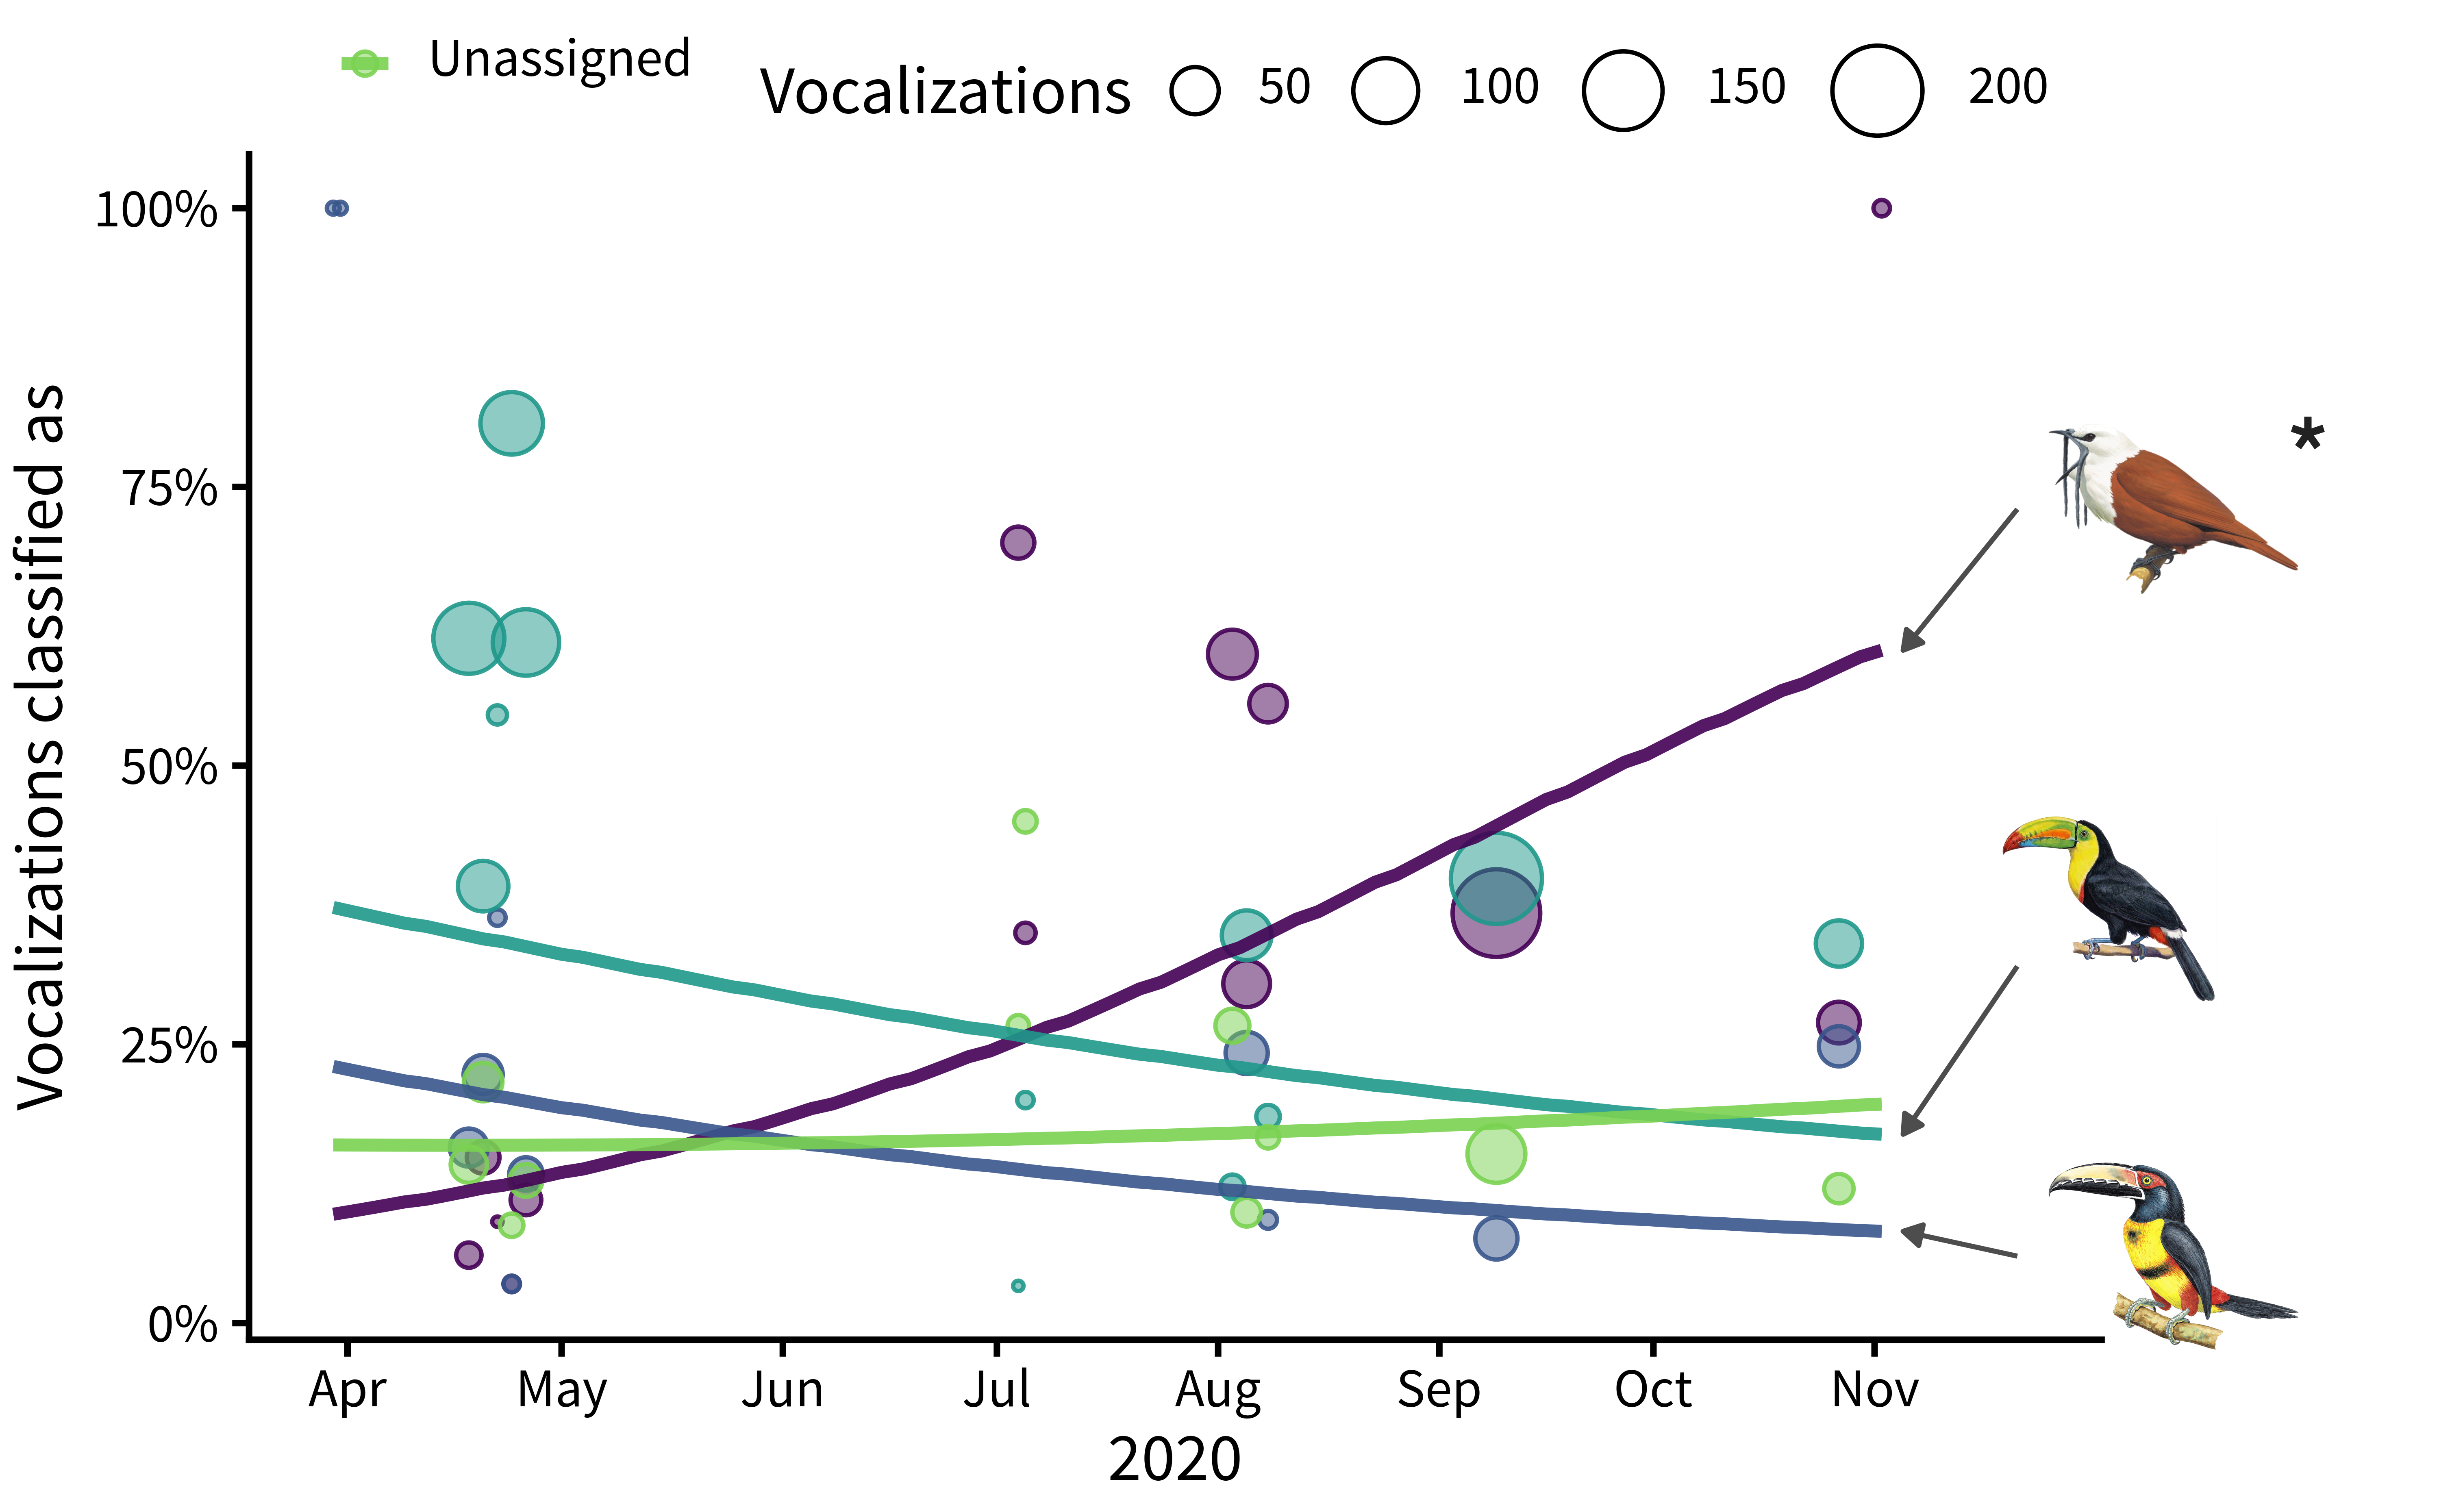 Unassigned
Vocalizations 50 100 150 200
Vocalizations classified as
100%
75%
50%
25%
0%
*
Apr May Jun Jul Aug Sep Oct Nov
2020